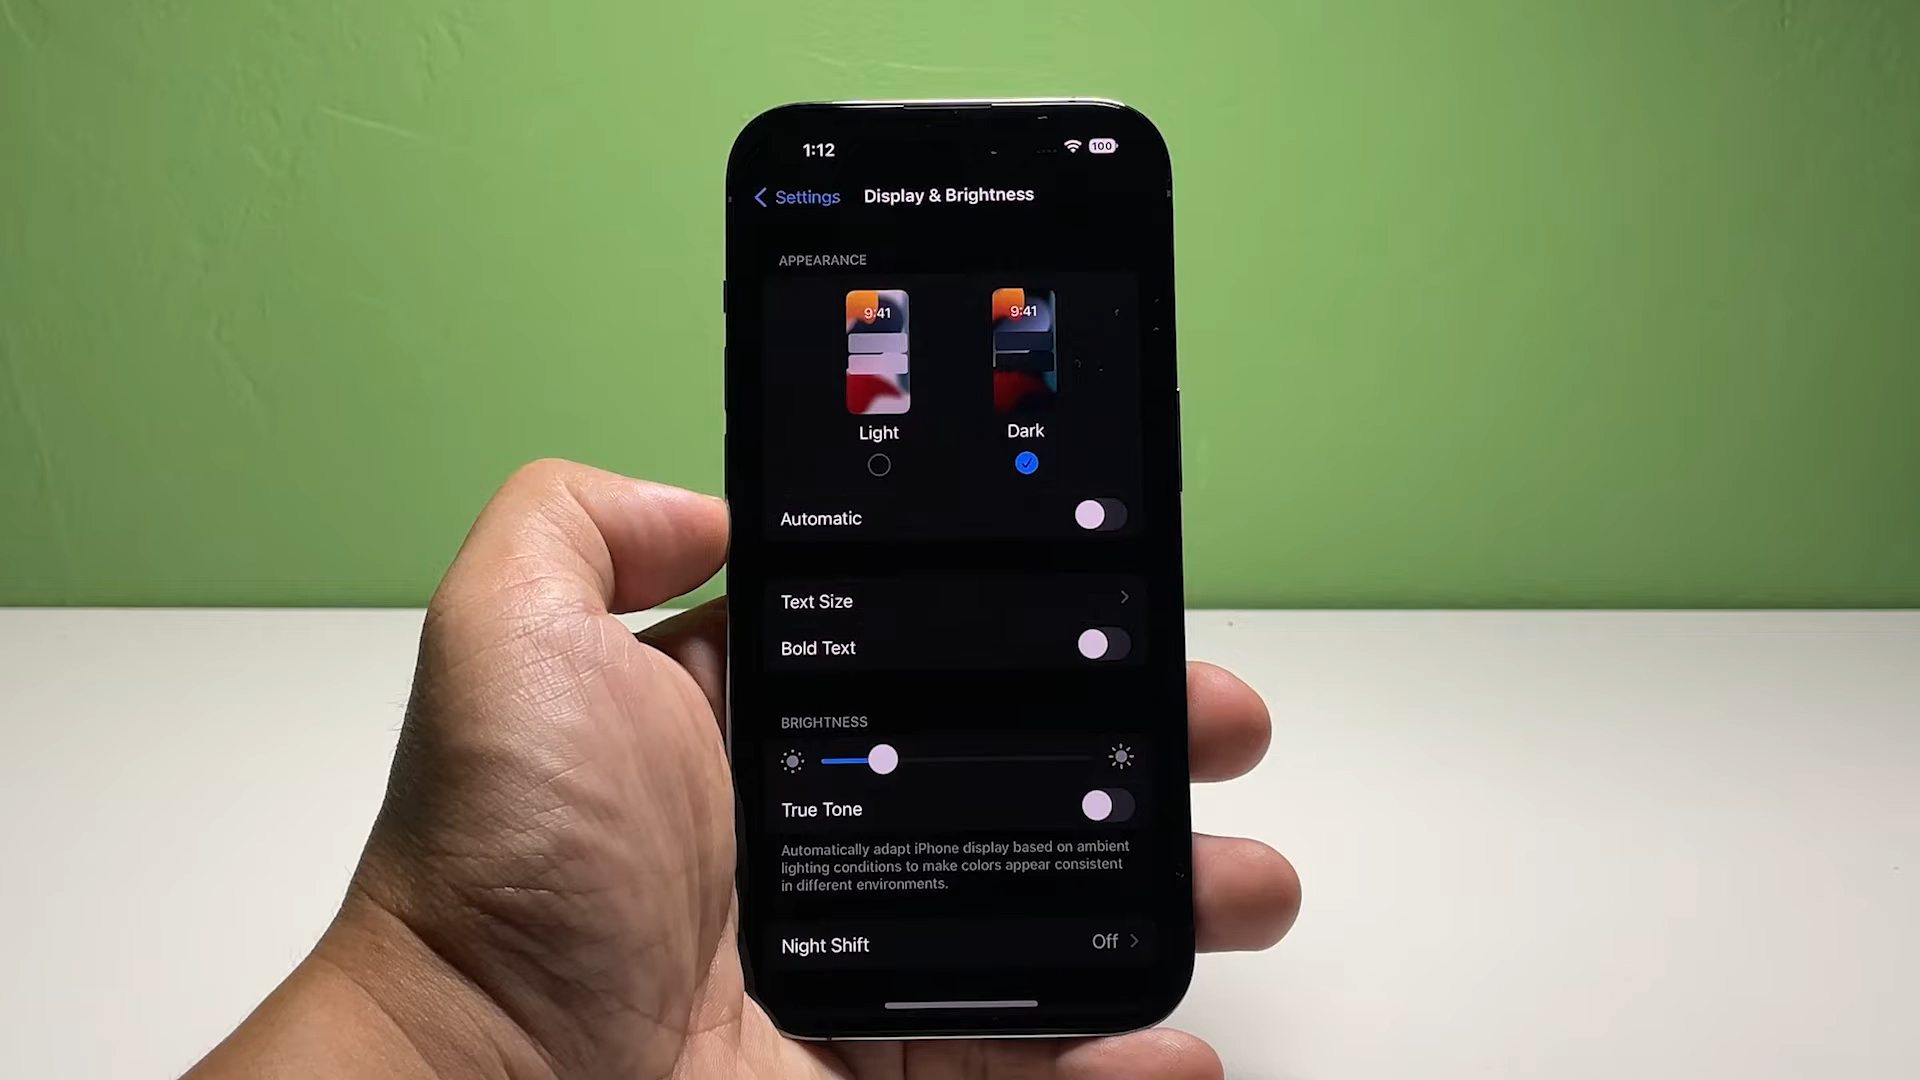 1:12
100
Settings
Display & Brightness
APPEARANCE
9:41
9:41
Light
Dark
Automatic
Text Size
Bold Text
BRIGHTNESS
True Tone
Automatically adapt iPhone display based on ambient
lighting conditions to make colors appear consistent
in different environments.
Night Shift
Off